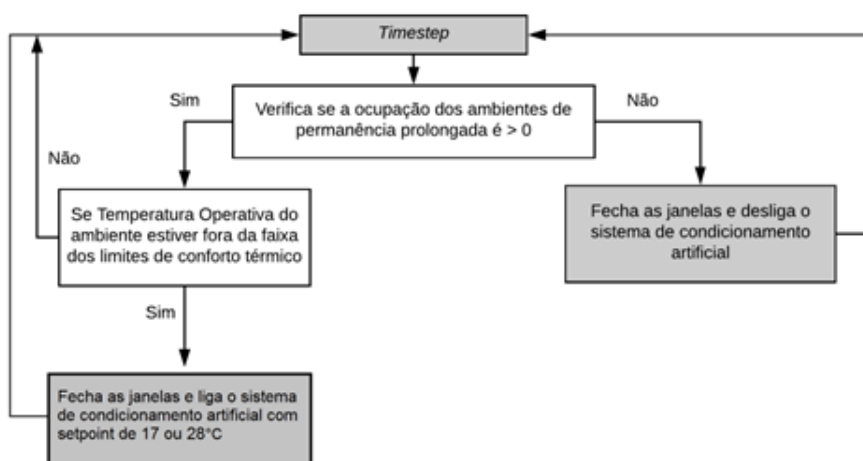 Timestep
Sim
Verifica se a ocupação dos ambientes de
permanência prolongada é > 0
Não
Não
Se Temperatura Operativa do
ambiente estiver fora da faixa
dos limites de conforto térmico
Fecha as janelas e desliga o
sistema de condicionamento
artificial
Sim
Fecha as janelas e liga o sistema
de condicionamento artificial com
setpoint de 17 ou 28°C